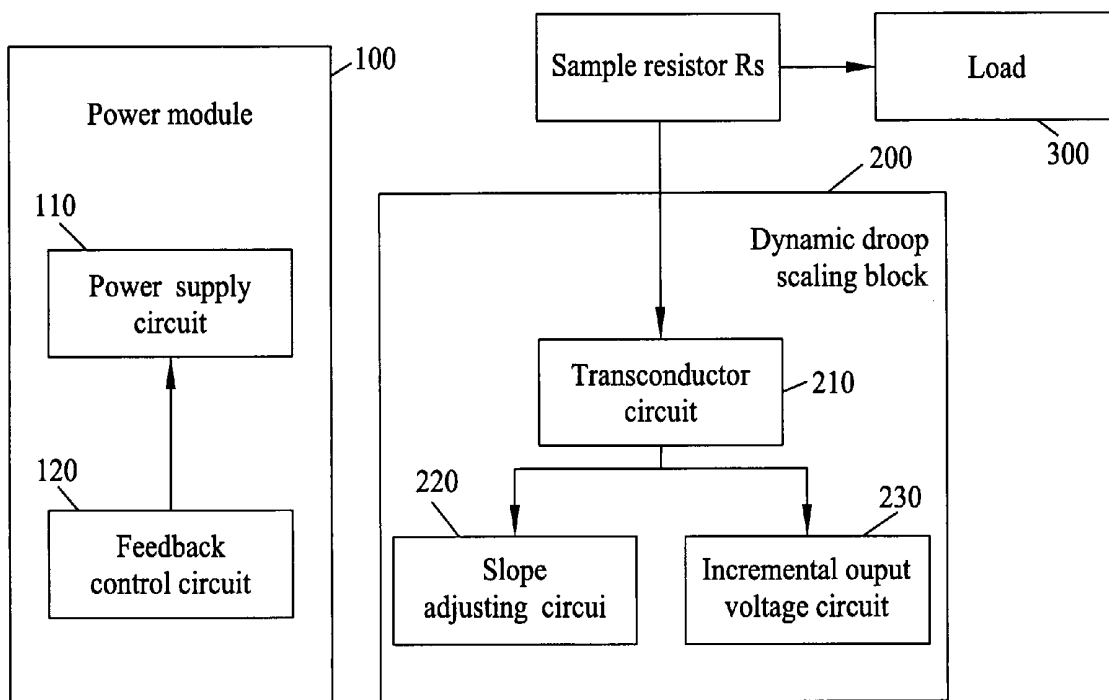 100
Power module
110
Power supply
circuit
120
Feedback
control circuit
Sample resistor Rs
Load
300
200
Dynamic droop
scaling block
Transconductor
circuit
210
220
Slope
adjusting circui
230
Incremental ouput
voltage circuit